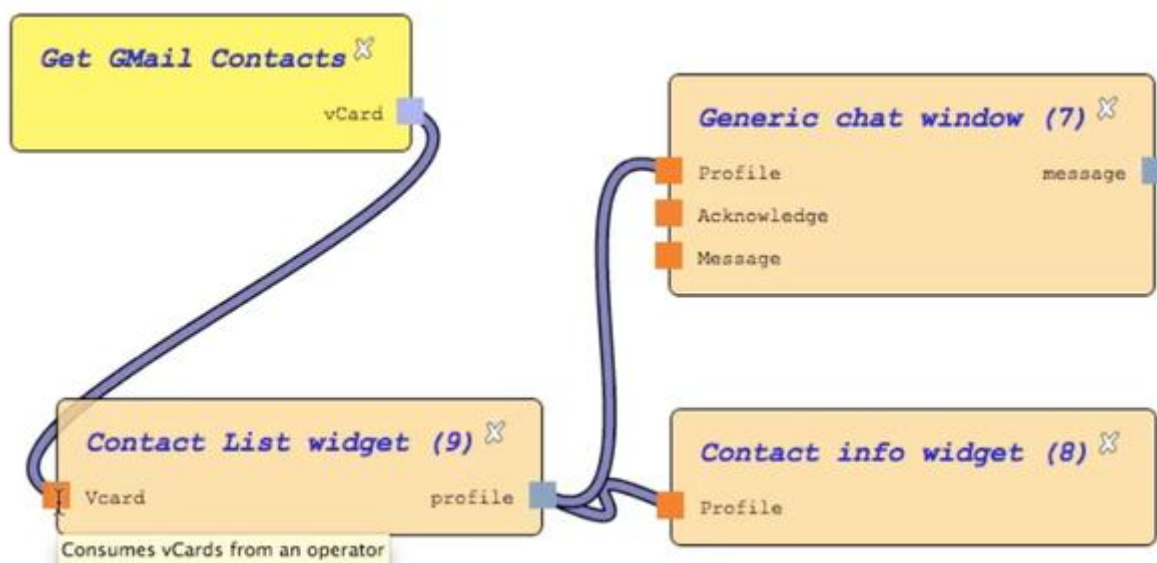 Get GMail Contacts
vCard
Generic chat window (7)
Profile message
Acknowledge
Message
Contact List widget (9)
Vcard profile
Consumes vCards from an operator
Contact info widget (8)
Profile